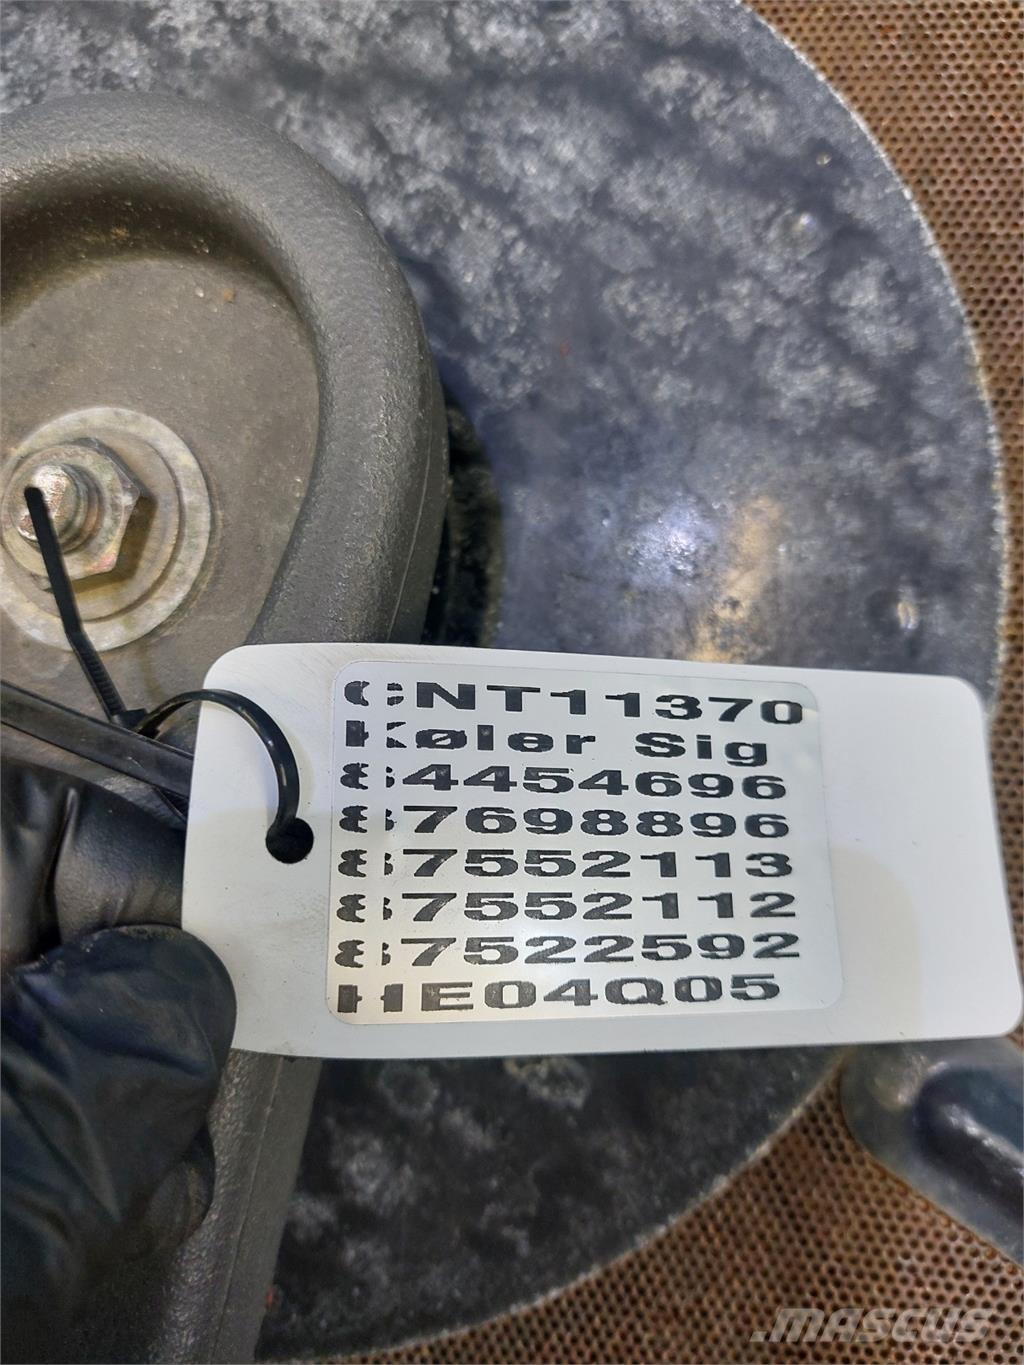 CNT11370
Køler Sig
84454696
87698896
87552113
87552112
87522592
HE04Q05
MASCUS